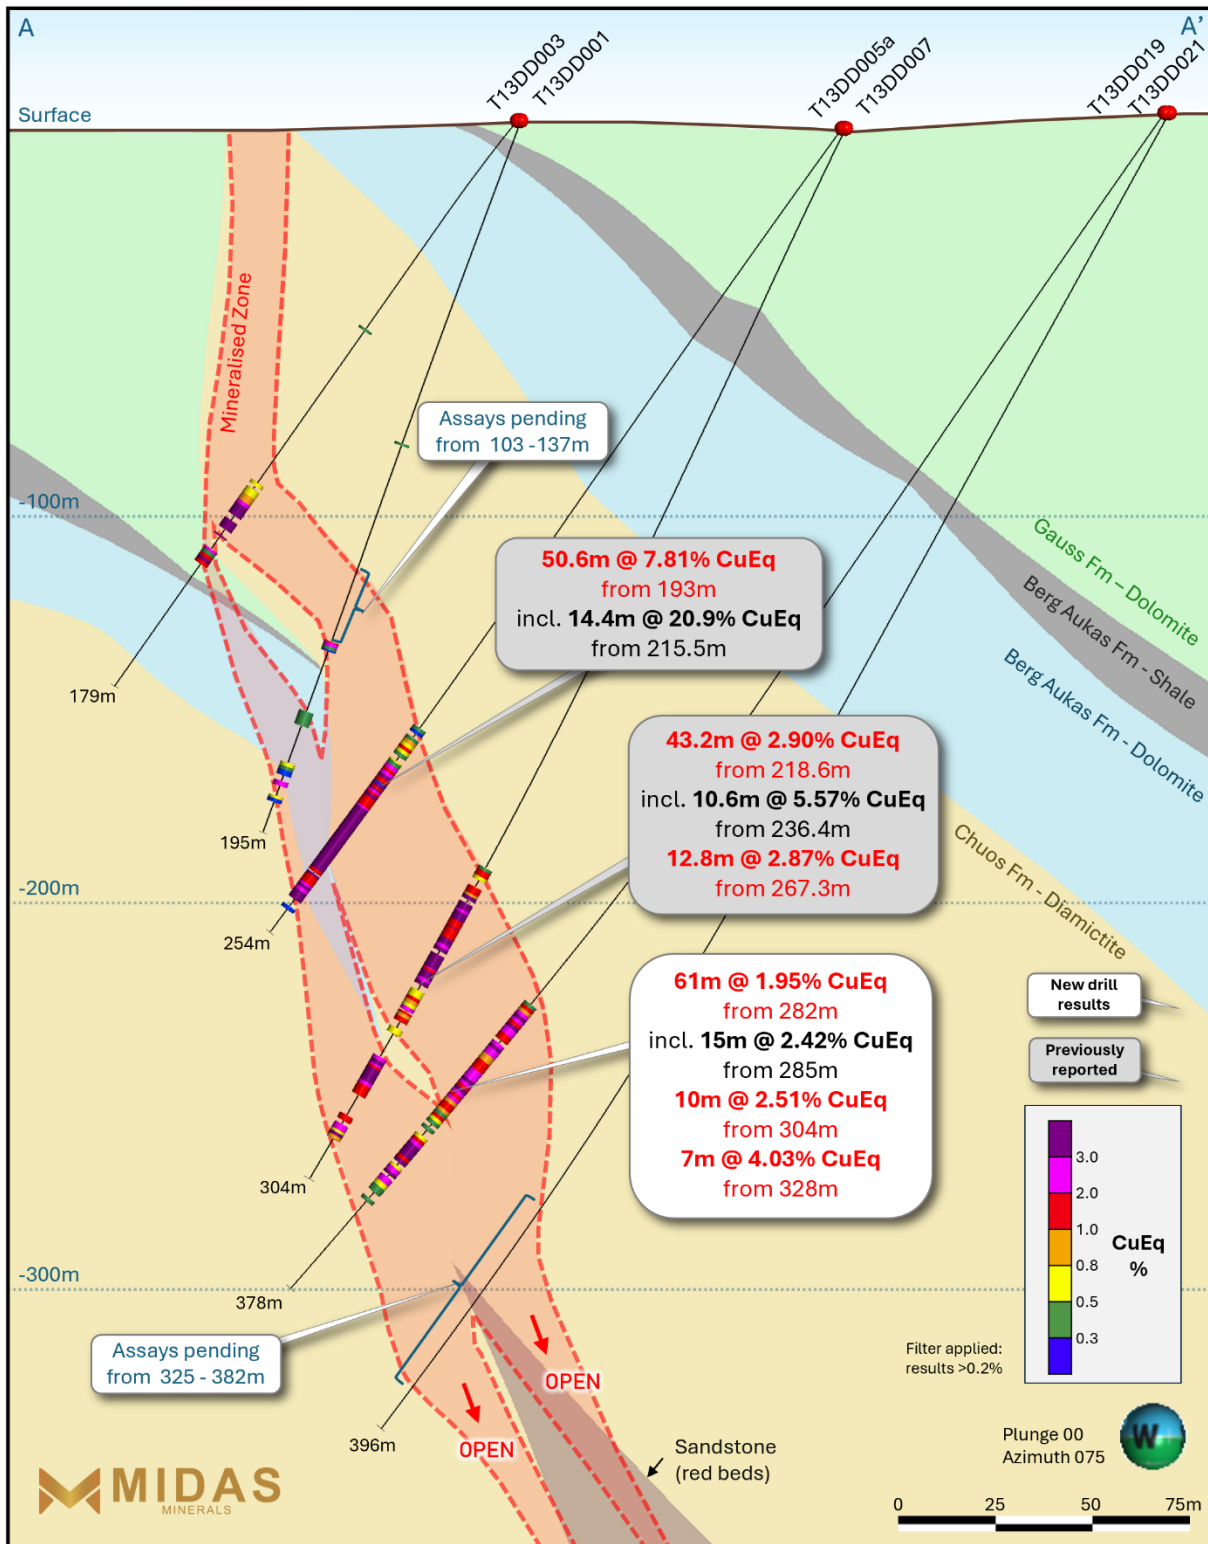 A
A'
T13DD003
T13DD001
T13DD005a
T13DD007
T13DD019
T13DD021
Surface
Mineralised Zone
Assays pending
from  103 -137m
-100m
50.6m @ 7.81% CuEq
from 193m
incl. 14.4m @ 20.9% CuEq
from 215.5m
Gauss Fm – Dolomite
Berg Aukas Fm - Shale
Berg Aukas Fm – Dolomite
Chuos Fm - Diamictite
179m
43.2m @ 2.90% CuEq
from 218.6m
incl. 10.6m @ 5.57% CuEq
from 236.4m
12.8m @ 2.87% CuEq
from 267.3m
195m
-200m
254m
61m @ 1.95% CuEq
from 282m
incl. 15m @ 2.42% CuEq
from 285m
10m @ 2.51% CuEq
from 304m
7m @ 4.03% CuEq
from 328m
New drill
results
Previously
reported
304m
3.0
2.0
1.0
0.8
0.5
0.3
CuEq
%
-300m
378m
Assays pending
from  325 - 382m
Filter applied:
results >0.2%
OPEN
OPEN
396m
Sandstone
(red beds)
Plunge 00
Azimuth 075
W
MIDAS
MINERALS
0
25
50
75m